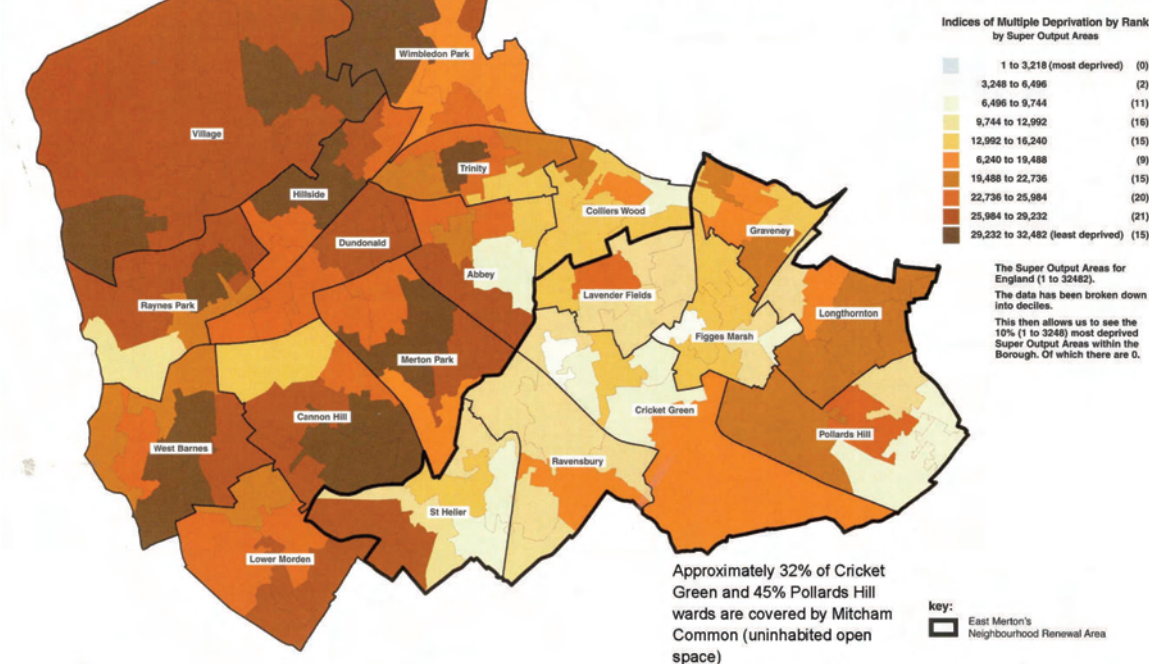 Indices of Multiple Deprivation by Rank
by Super Output Areas
1 to 3,218 (most deprived) (0)
3,248 to 6,496 (2)
6,496 to 9,744 (11)
9,744 to 12,992 (16)
12,992 to 16,240 (15)
6,240 to 19,488 (9)
19,488 to 22,736 (15)
22,736 to 25,984 (20)
25,984 to 29,232 (21)
29,232 to 32,482 (least deprived) (15)
The Super Output Areas for
England (1 to 32482).
The data has been broken down
into deciles.
This then allows us to see the
10% (1 to 3248) most deprived
Super Output Areas within the
Borough. Of which there are 0.
Wimbledon Park
Village
Trinity
Hillside
Colliers Wood
Graveney
Dundonald
Abbey
Lavender Fields
Raynes Park
Longthornton
Figges Marsh
Merton Park
Cricket Green
Cannon Hill
Pollards Hill
West Barnes
Ravensbury
St Helier
Lower Morden
Approximately 32% of Cricket
Green and 45% Pollards Hill
wards are covered by Mitcham
Common (uninhabited open
space)
key:
East Merton's
Neighbourhood Renewal Area